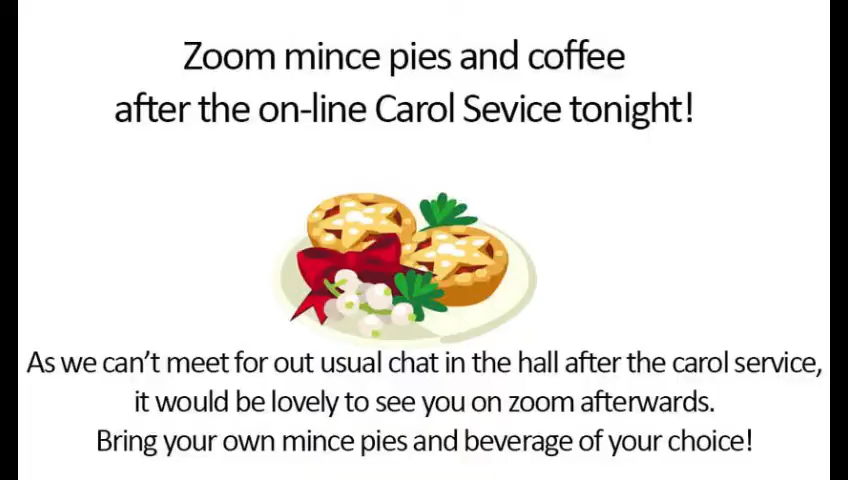 Zoom mince pies and coffee
after the on-line Carol Sevice tonight!
As we can't meet for out usual chat in the hall after the carol service,
it would be lovely to see you on zoom afterwards.
Bring your own mince pies and beverage of your choice!